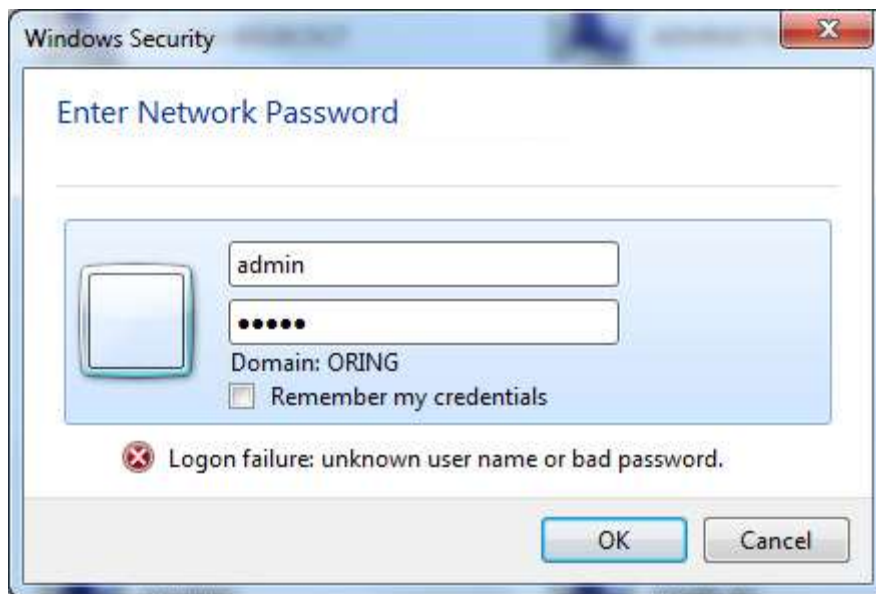 Windows Security
Enter Network Password
admin
●●●●●
Domain: ORING
Remember my credentials
Logon failure: unknown user name or bad password.
OK
Cancel